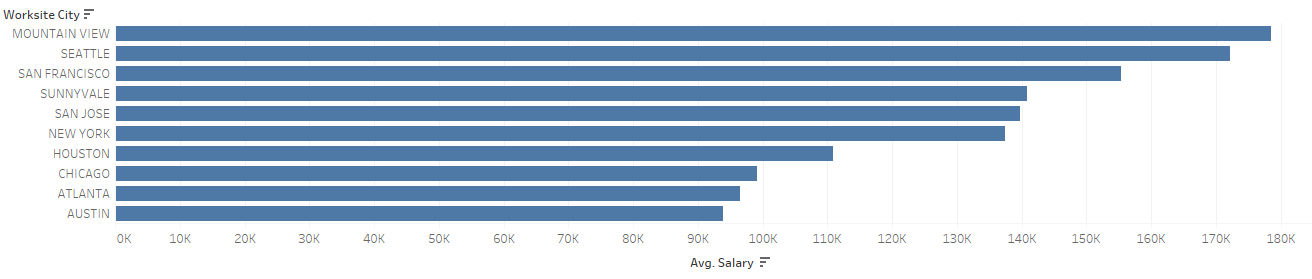 Worksite City
MOUNTAIN VIEW
SEATTLE
SAN FRANCISCO
SUNNYVALE
SAN JOSE
NEW YORK
HOUSTON
CHICAGO
ATLANTA
AUSTIN
0K 10K 20K 30K 40K 50K 60K 70K 80K 90K 100K 110K 120K 130K 140K 150K 160K 170K 180K
Avg. Salary